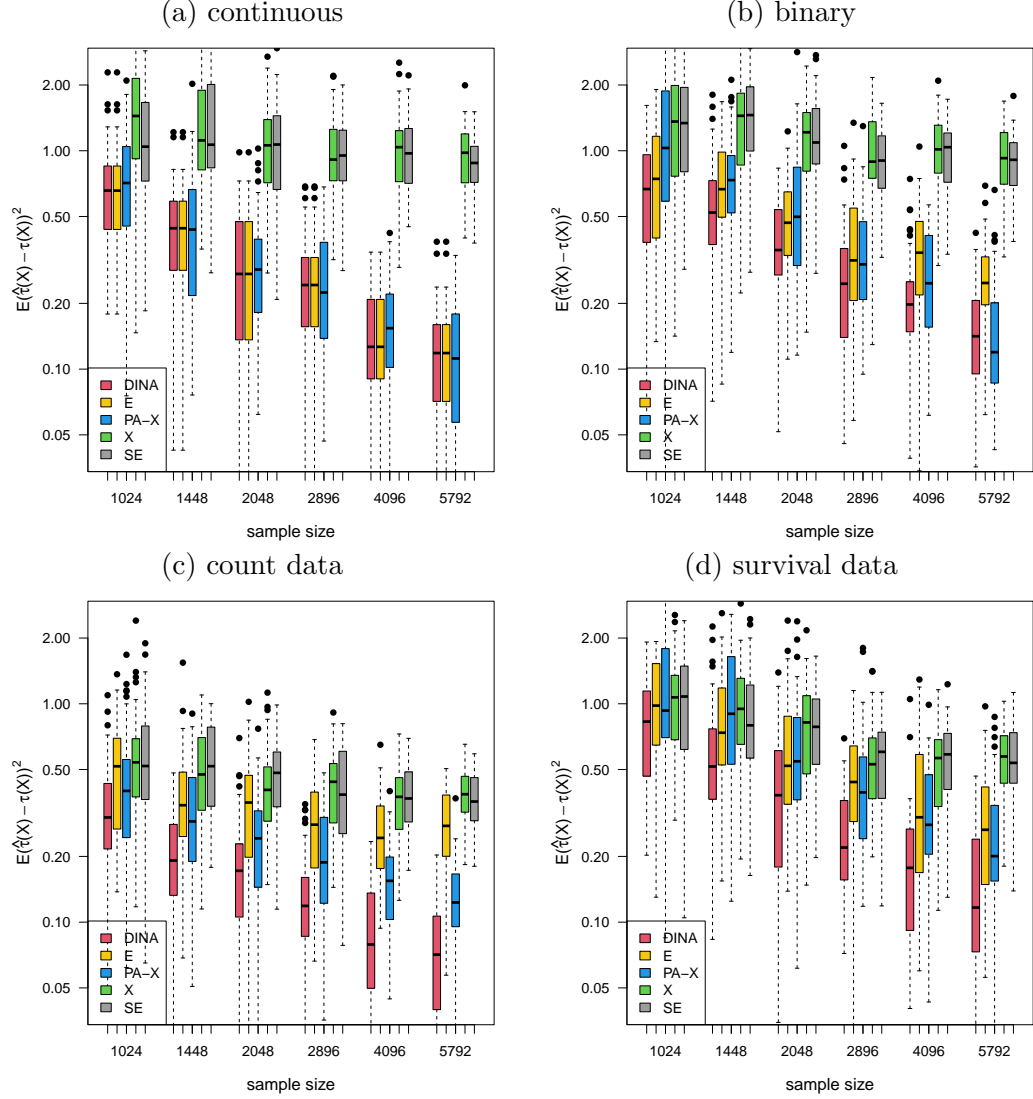 (a) continuous
E(τ̂(X) − τ(X))²
2.00
1.00
0.50
0.20
0.10
0.05
DINA
E
PA−X
X
SE
1024 1448 2048 2896 4096 5792
sample size
(b) binary
E(τ̂(X) − τ(X))²
2.00
1.00
0.50
0.20
0.10
0.05
DINA
E
PA−X
X
SE
1024 1448 2048 2896 4096 5792
sample size
(c) count data
E(τ̂(X) − τ(X))²
2.00
1.00
0.50
0.20
0.10
0.05
DINA
E
PA−X
X
SE
1024 1448 2048 2896 4096 5792
sample size
(d) survival data
E(τ̂(X) − τ(X))²
2.00
1.00
0.50
0.20
0.10
0.05
DINA
E
PA−X
X
SE
1024 1448 2048 2896 4096 5792
sample size